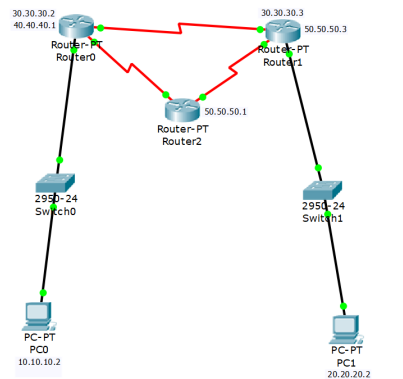 30.30.30.2
40.40.40.1
Router-PT
Router0
30.30.30.3
50.50.50.3
Router-PT
Router1
50.50.50.1
Router-PT
Router2
2950-24
Switch0
2950-24
Switch1
PC-PT
PC0
10.10.10.2
PC-PT
PC1
20.20.20.2